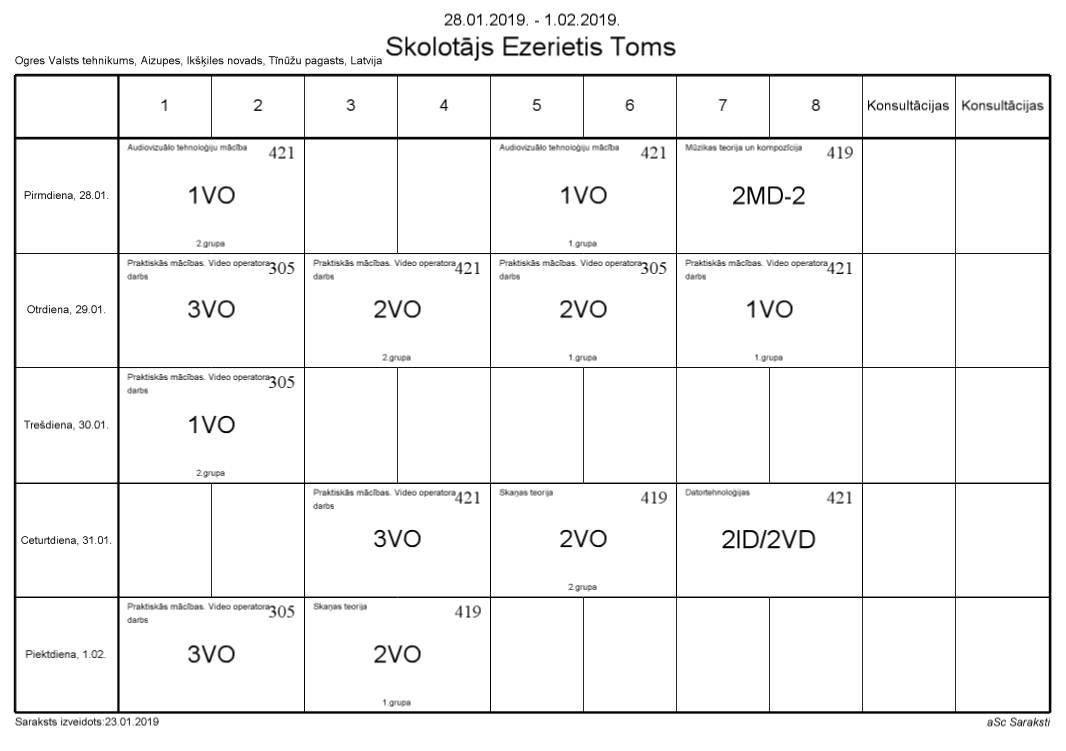 28.01.2019. - 1.02.2019.
Skolotājs Ezerietis Toms
Ogres Valsts tehnikums, Aizupes, Ikšķiles novads, Tīnūžu pagasts, Latvija
1 2 3 4 5 6 7 8 Konsultācijas Konsultācijas
Pirmdiena, 28.01.
Audiovizuālo tehnoloģiju mācība 421
1VO
2.grupa
Audiovizuālo tehnoloģiju mācība 421
1VO
1.grupa
Mūzikas teorija un kompozīcija 419
2MD-2
Otrdiena, 29.01.
Praktiskās mācības. Video operatora 305
darbs
3VO
Praktiskās mācības. Video operatora 421
darbs
2VO
2.grupa
Praktiskās mācības. Video operatora 305
darbs
2VO
1.grupa
Praktiskās mācības. Video operatora 421
darbs
1VO
1.grupa
Trešdiena, 30.01.
Praktiskās mācības. Video operatora 305
darbs
1VO
2.grupa
Ceturtdiena, 31.01.
Praktiskās mācības. Video operatora 421
darbs
3VO
Skaņas teorija 419
2VO
2.grupa
Datortehnoloģijas 421
2ID/2VD
Piektdiena, 1.02.
Praktiskās mācības. Video operatora 305
darbs
3VO
Skaņas teorija 419
2VO
1.grupa
Saraksts izveidots:23.01.2019
aSc Saraksti